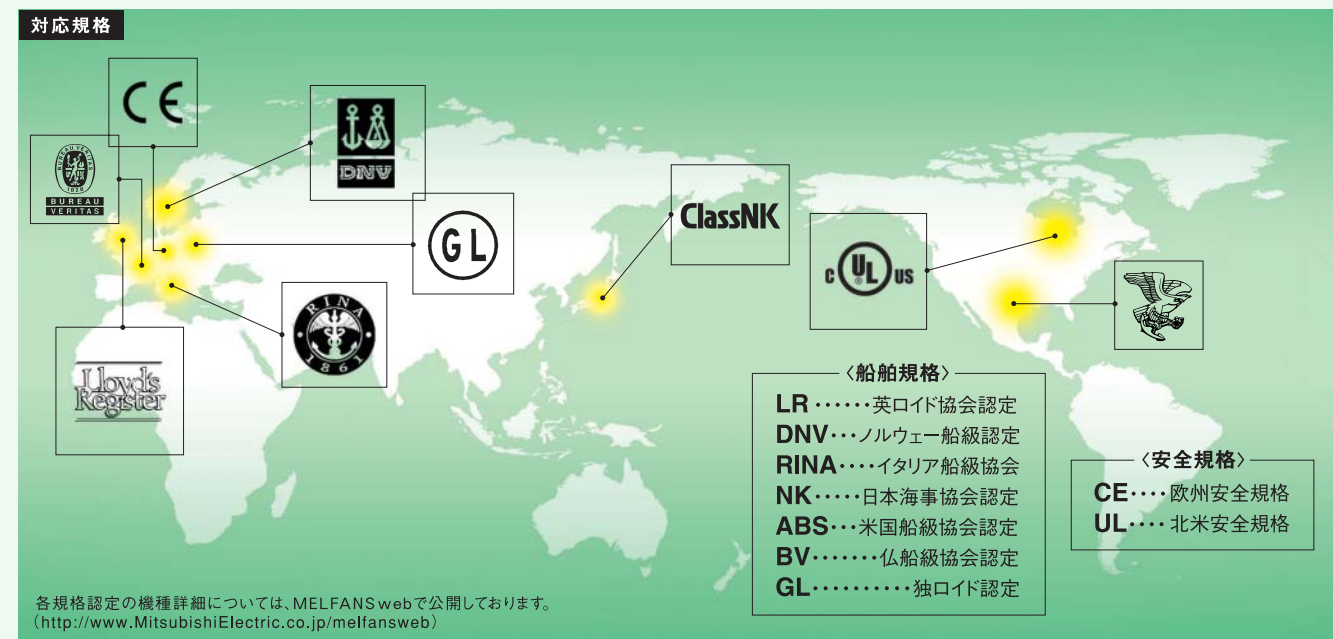 対応規格
CE
BUREAU VERITAS
1828
BUREAU
VERITAS
DNV
GL
ClassNK
C UL US
®
RINA
1861
Lloyd's
Register
〈船舶規格〉
LR······英ロイド協会認定
DNV···ノルウェー船級認定
RINA····イタリア船級協会
NK·····日本海事協会認定
ABS···米国船級協会認定
BV·······仏船級協会認定
GL··········独ロイド認定
〈安全規格〉
CE····欧州安全規格
UL····北米安全規格
各規格認定の機種詳細については、MELFANSwebで公開しております。
(http://www.MitsubishiElectric.co.jp/melfansweb)